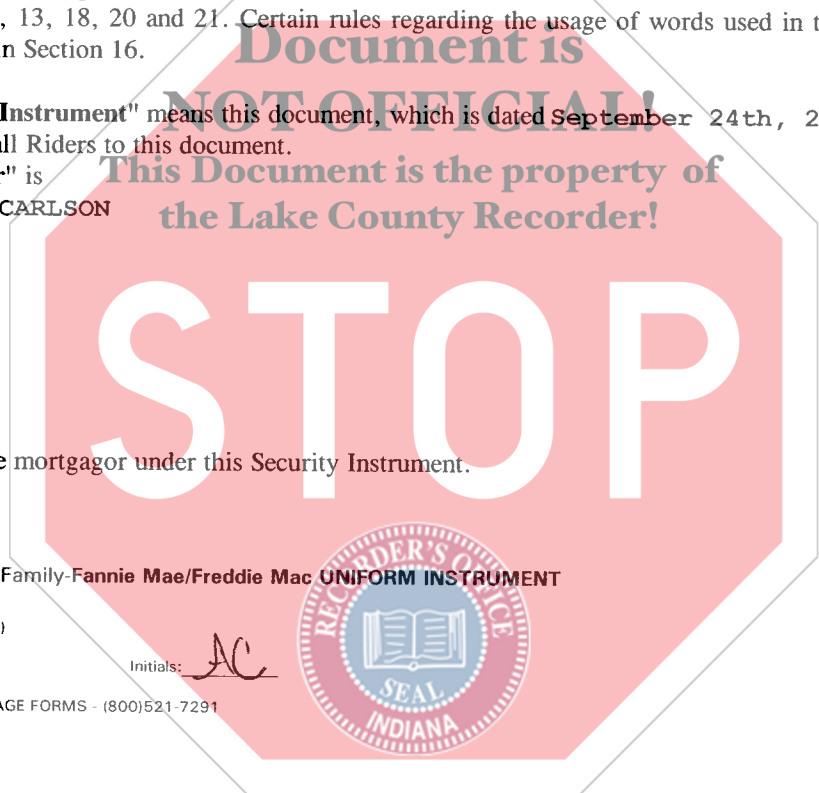 , 13, 18, 20 and 21. Certain rules regarding the usage of words used in t
n Section 16.
Document is
Instrument" means this document, which is dated September 24th, 2
NOT OFFICIAL!
ll Riders to this document.
r" is
This Document is the property of
CARLSON
the Lake County Recorder!
STOP
e mortgagor under this Security Instrument.
Family-Fannie Mae/Freddie Mac UNIFORM INSTRUMENT
)
Initials: AC
AGE FORMS - (800)521-7291
RECORDER'S OFFICE
SEAL
INDIANA